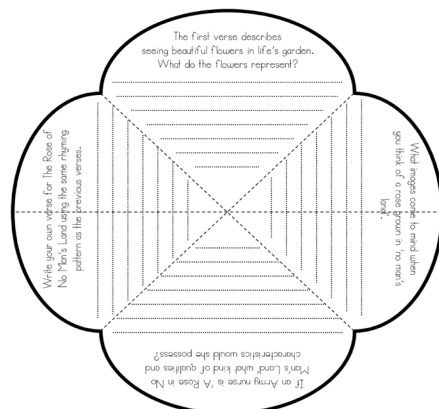 The first verse describes
seeing beautiful flowers in life's garden.
What do the flowers represent?
What images come to mind when
you think of a rose grown in 'no man's
land'.
If an Army nurse is 'A Rose in No
Man's Land', what kind of qualities and
characteristics would she possess?
Write your own verse for The Rose of
No Man's Land using the same rhyming
pattern as the previous verses.